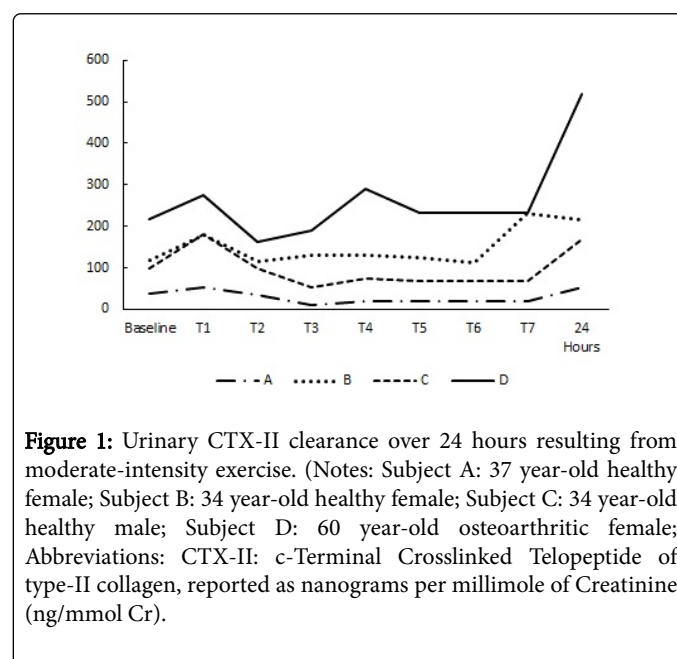 600
500
400
300
200
100
0
Baseline T1 T2 T3 T4 T5 T6 T7 24
Hours
A B C D
Figure 1: Urinary CTX-II clearance over 24 hours resulting from
moderate-intensity exercise. (Notes: Subject A: 37 year-old healthy
female; Subject B: 34 year-old healthy female; Subject C: 34 year-old
healthy male; Subject D: 60 year-old osteoarthritic female;
Abbreviations: CTX-II: c-Terminal Crosslinked Telopeptide of
type-II collagen, reported as nanograms per millimole of Creatinine
(ng/mmol Cr).